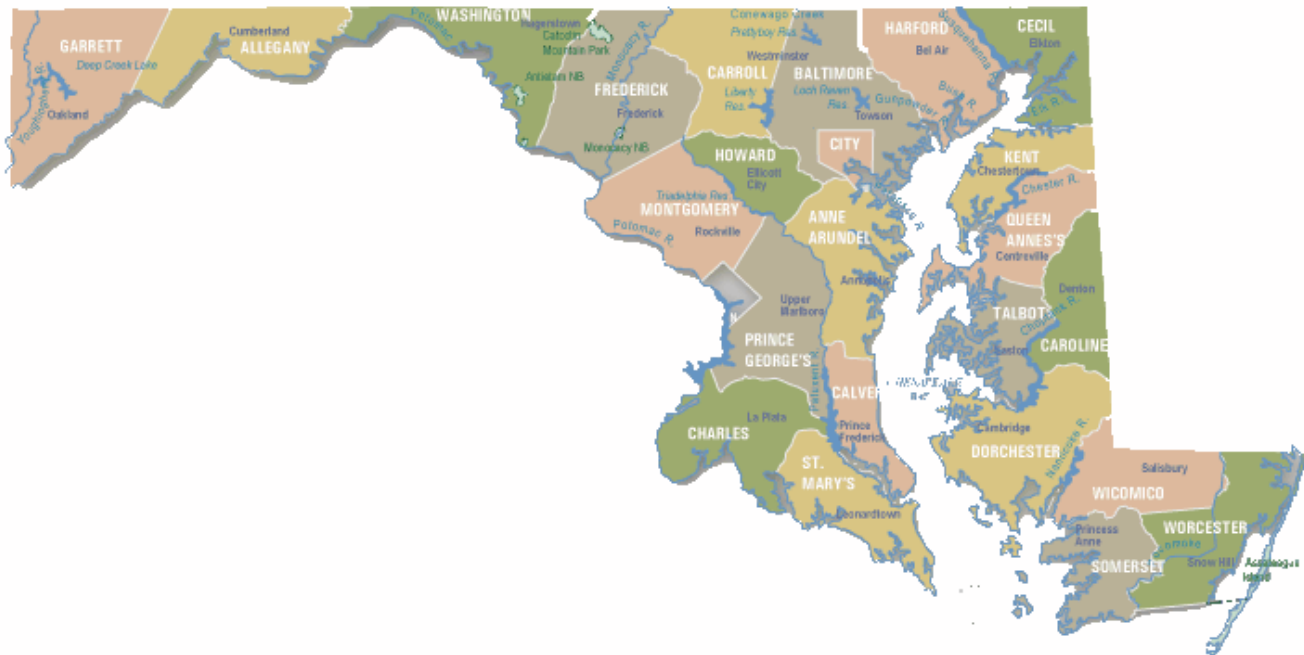 WASHINGTON
Hagerstown
Catoctin
Mountain Park
Potomac
Antietam NB
GARRETT
Deep Creek Lake
Youghiogheny R.
Oakland
Cumberland
ALLEGANY
Monocacy R.
FREDERICK
Frederick
Monocacy NB
Conewago Creek
Prettyboy Res.
Westminster
CARROLL
Liberty
Res.
BALTIMORE
Loch Raven
Res.
Towson
Gunpowder R.
HARFORD
Bel Air
Bush R.
Susquehanna R.
CECIL
Elkton
Elk R.
CITY
HOWARD
Ellicott
City
KENT
Chestertown
Chester R.
Triadelphia Res.
MONTGOMERY
Potomac R.
Rockville
ANNE
ARUNDEL
Annapolis
QUEEN
ANNES'S
Centreville
Upper
Marlboro
N
PRINCE
GEORGE'S
Patuxent R.
Denton
TALBOT
Choptank R.
Easton
CAROLINE
CALVER
Prince
Frederick
La Plata
CHARLES
ST.
MARY'S
Leonardtown
Cambridge
DORCHESTER
Nanticoke R.
Salisbury
WICOMICO
Princess
Anne
SOMERSET
WORCESTER
Pocomoke
Snow Hill
Assateague
Island